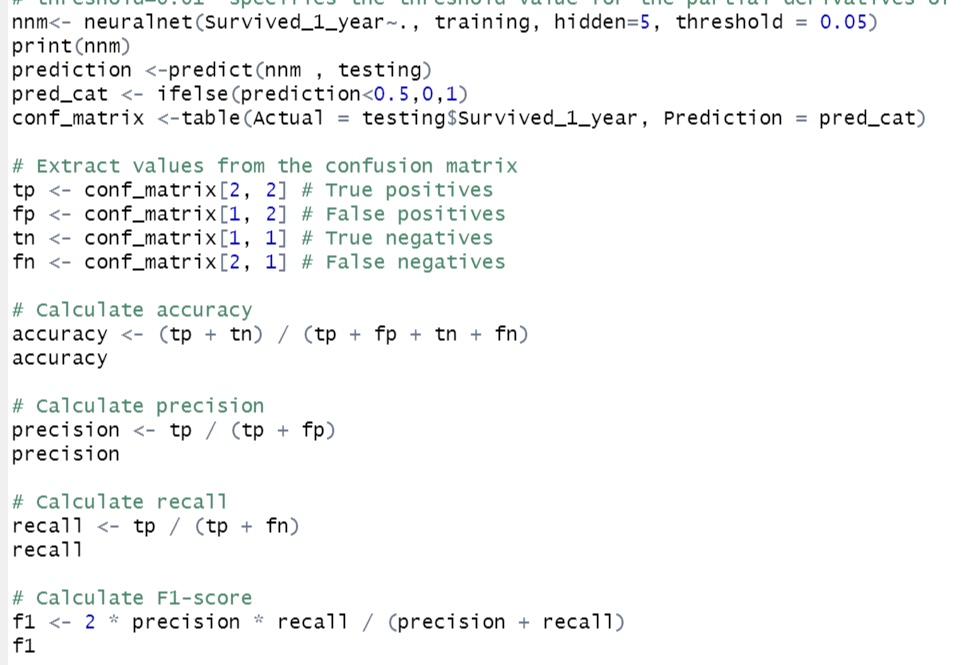 # threshold=0.01 specifies the threshold value for the partial derivatives of
nnm<- neuralnet(Survived_1_year~., training, hidden=5, threshold = 0.05)
print(nnm)
prediction <-predict(nnm , testing)
pred_cat <- ifelse(prediction<0.5,0,1)
conf_matrix <-table(Actual = testing$Survived_1_year, Prediction = pred_cat)
# Extract values from the confusion matrix
tp <- conf_matrix[2, 2] # True positives
fp <- conf_matrix[1, 2] # False positives
tn <- conf_matrix[1, 1] # True negatives
fn <- conf_matrix[2, 1] # False negatives
# Calculate accuracy
accuracy <- (tp + tn) / (tp + fp + tn + fn)
accuracy
# Calculate precision
precision <- tp / (tp + fp)
precision
# Calculate recall
recall <- tp / (tp + fn)
recall
# Calculate F1-score
f1 <- 2 * precision * recall / (precision + recall)
f1